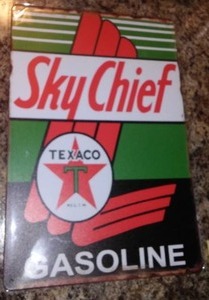 Sky Chief
TEXACO
T
GASOLINE